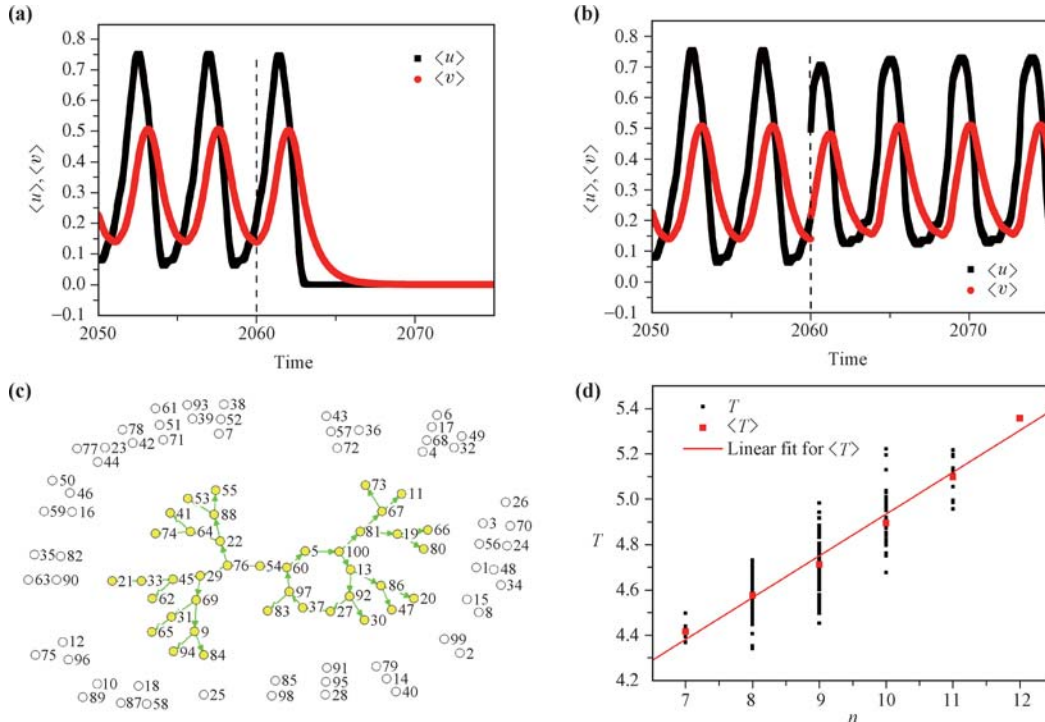 (a)
0.8
0.7
0.6
0.5
0.4
0.3
0.2
0.1
0.0
−0.1
⟨u⟩, ⟨v⟩
⟨u⟩
⟨v⟩
2050 2060 2070
Time
(b)
0.8
0.7
0.6
0.5
0.4
0.3
0.2
0.1
0.0
−0.1
⟨u⟩, ⟨v⟩
⟨u⟩
⟨v⟩
2050 2060 2070
Time
(c)
61 93 38
78 51 39 52
77 23 42 71 7
44
43
57 36
72
6
17
68 49
4 32
50
46
59 16
35 82
63 90
53 55
41 88
74 64 22
76 54 60
21 33 45 29
62 69
31
65 9
94 84
73 11
67
81 19 66
80
5 100
13
97 92 86
83 37 27 47 20
30
26
3 70
56 24
1 48
34
15
8
99
2
12
75 96
10 18
89 87 58
25
85
98
91
95
28
79
14
40
(d)
5.4
5.2
5.0
4.8
4.6
4.4
4.2
T
T
⟨T⟩
Linear fit for ⟨T⟩
7 8 9 10 11 12
n